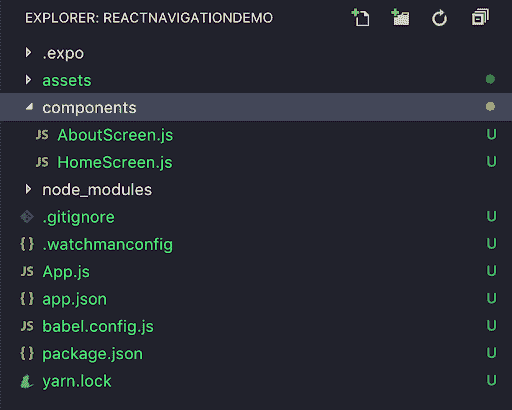 EXPLORER: REACTNAVIGATIONDEMO
.expo
assets
components
JS AboutScreen.js U
JS HomeScreen.js U
node_modules
.gitignore U
{} .watchmanconfig U
JS App.js U
{} app.json U
JS babel.config.js U
{} package.json U
yarn.lock U